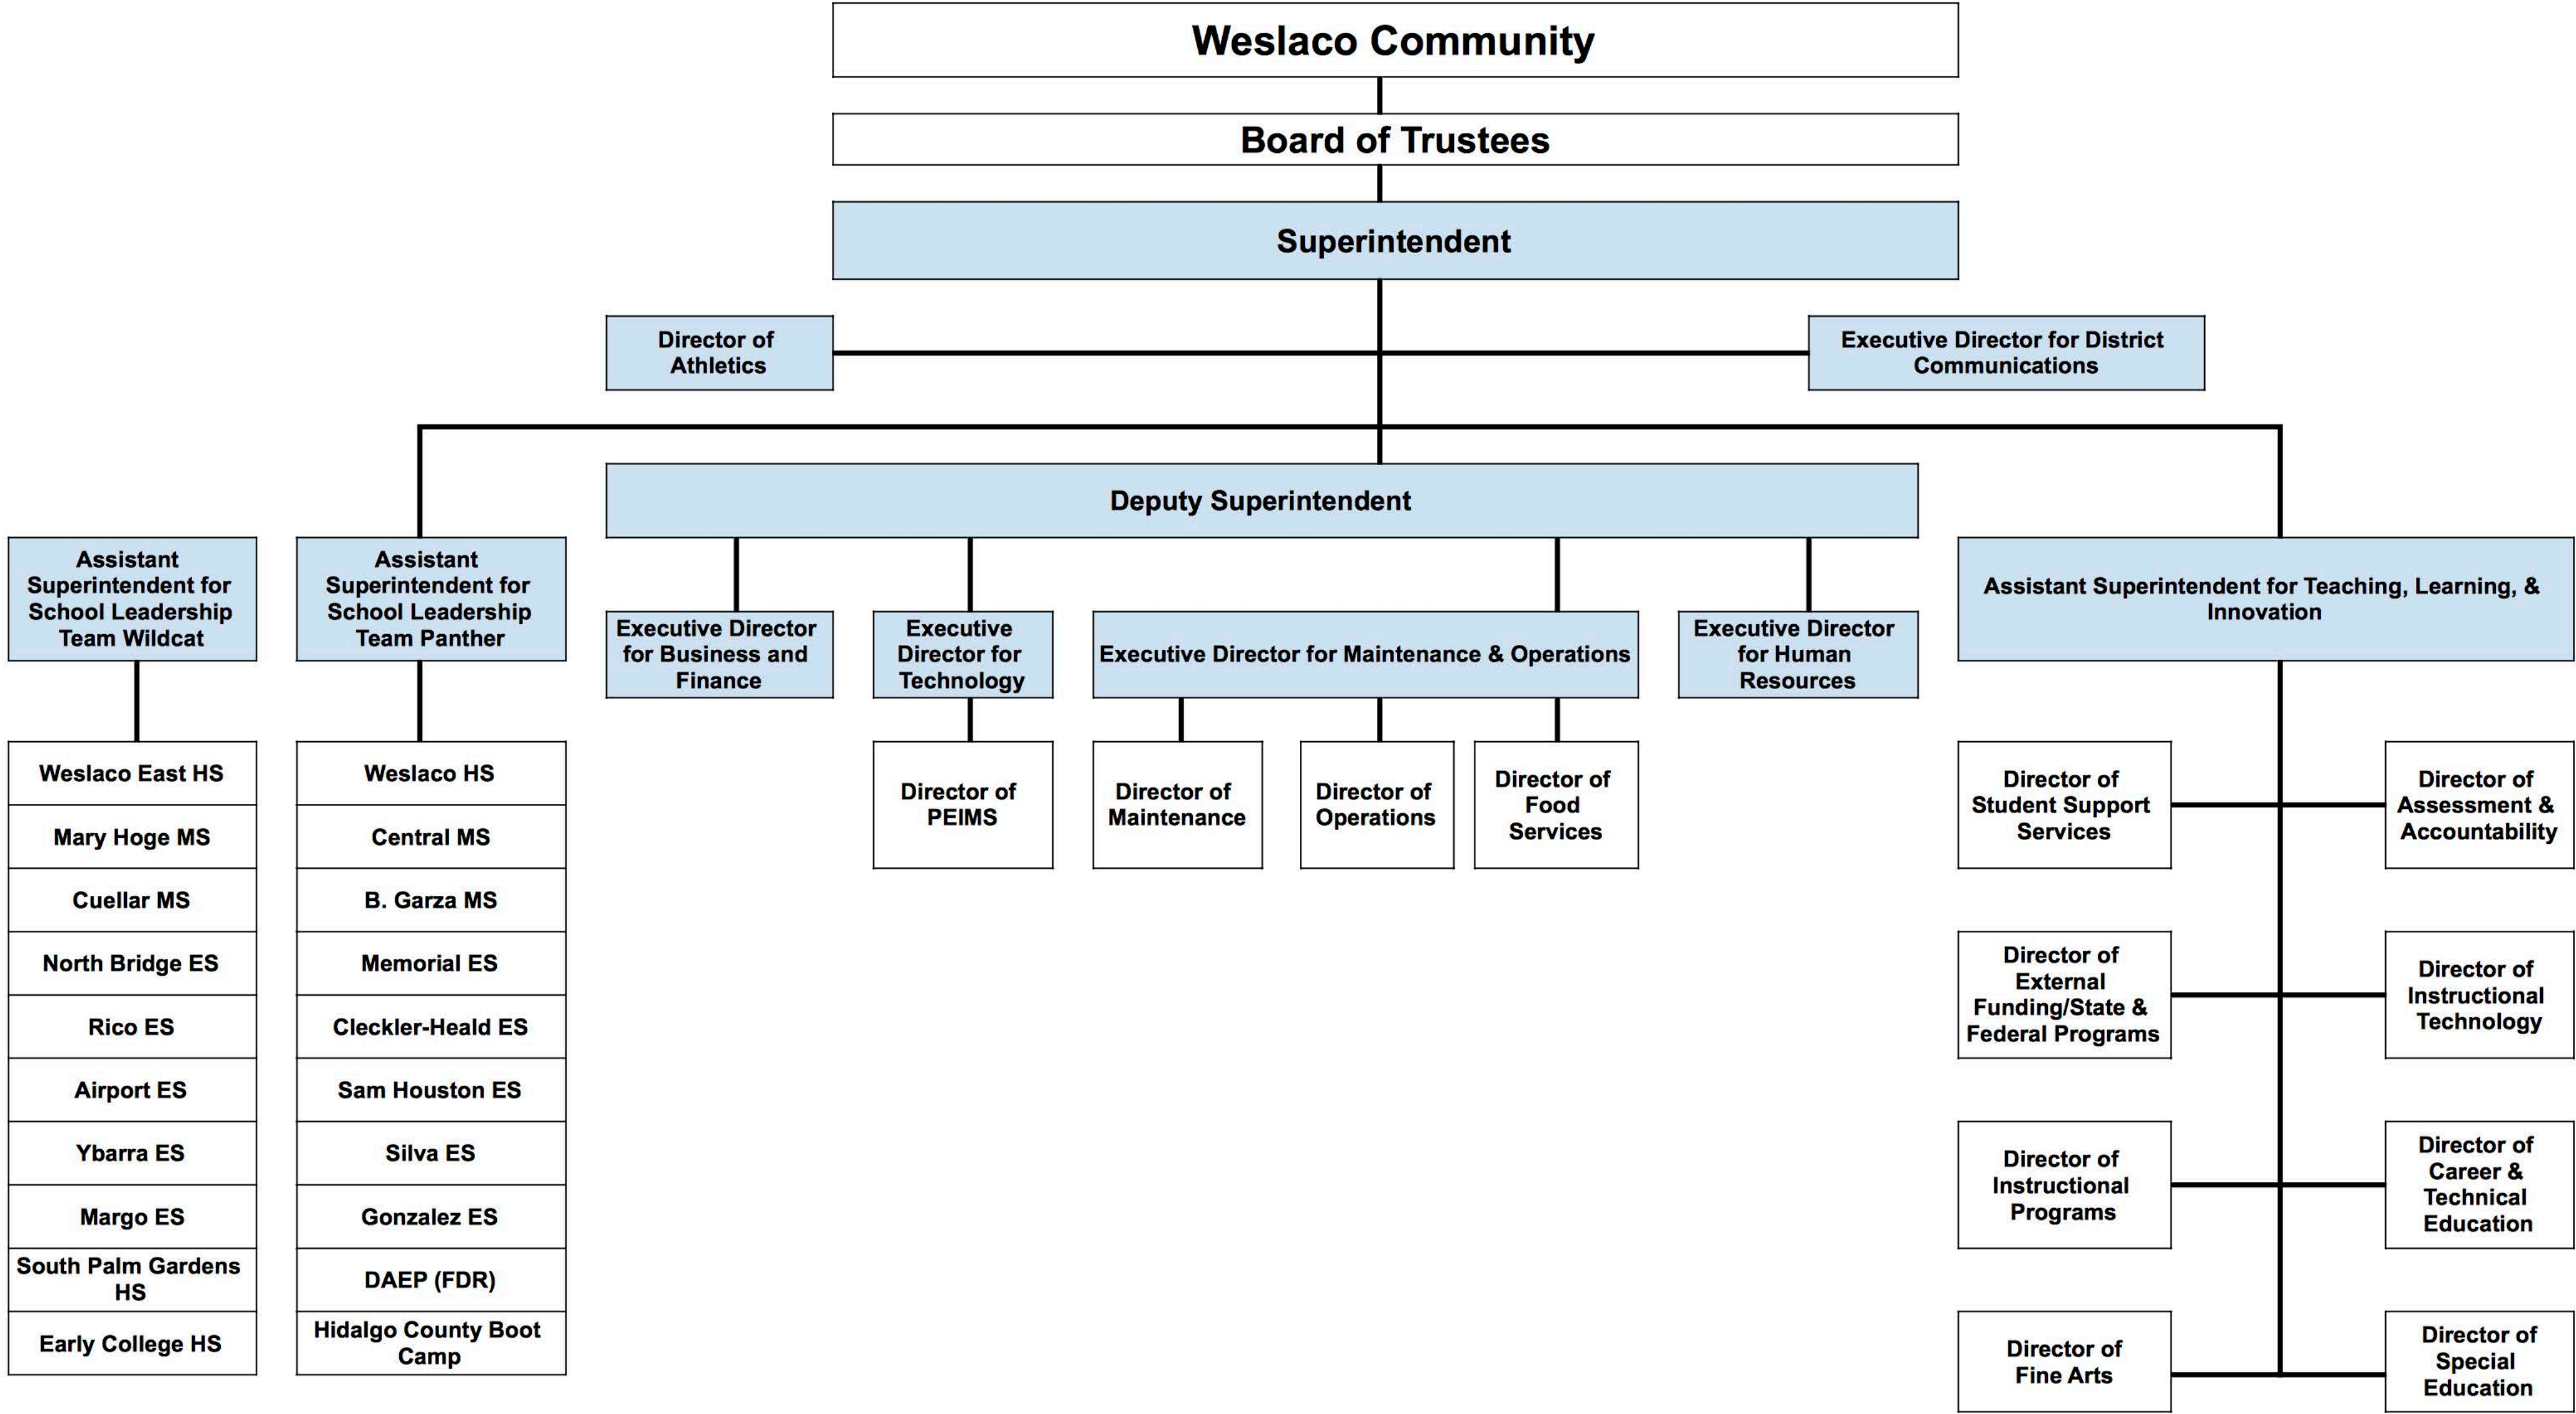 Weslaco Community
Board of Trustees
Superintendent
Director of
Athletics
Executive Director for District
Communications
Deputy Superintendent
Assistant
Superintendent for
School Leadership
Team Wildcat
Assistant
Superintendent for
School Leadership
Team Panther
Assistant Superintendent for Teaching, Learning, &
Innovation
Executive Director
for Business and
Finance
Executive
Director for
Technology
Executive Director for Maintenance & Operations
Executive Director
for Human
Resources
Director of
PEIMS
Director of
Maintenance
Director of
Operations
Director of
Food
Services
Weslaco East HS
Mary Hoge MS
Cuellar MS
North Bridge ES
Rico ES
Airport ES
Ybarra ES
Margo ES
South Palm Gardens
HS
Early College HS
Weslaco HS
Central MS
B. Garza MS
Memorial ES
Cleckler-Heald ES
Sam Houston ES
Silva ES
Gonzalez ES
DAEP (FDR)
Hidalgo County Boot
Camp
Director of
Student Support
Services
Director of
Assessment &
Accountability
Director of
External
Funding/State &
Federal Programs
Director of
Instructional
Technology
Director of
Instructional
Programs
Director of
Career &
Technical
Education
Director of
Fine Arts
Director of
Special
Education